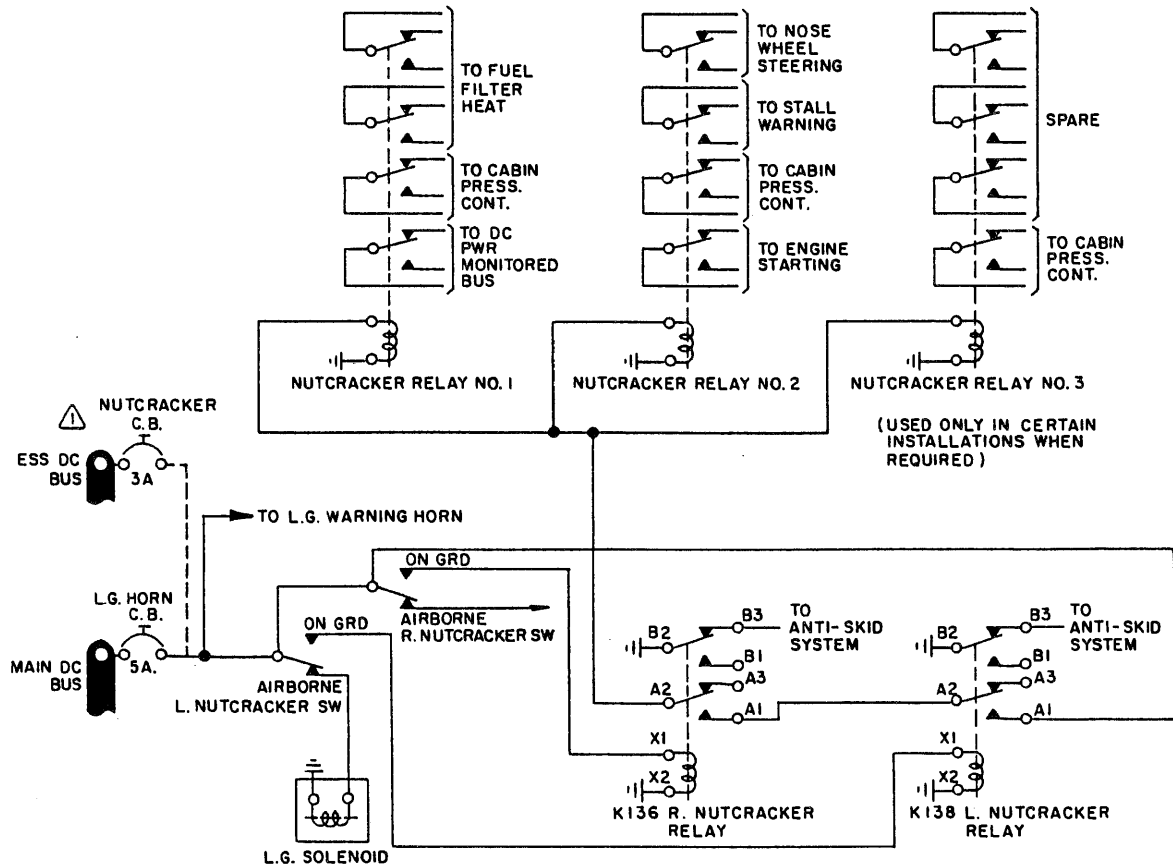 TO FUEL
FILTER
HEAT
TO CABIN
PRESS.
CONT.
TO DC
PWR
MONITORED
BUS
NUTCRACKER RELAY NO. 1
TO NOSE
WHEEL
STEERING
TO STALL
WARNING
TO CABIN
PRESS.
CONT.
TO ENGINE
STARTING
NUTCRACKER RELAY NO. 2
SPARE
TO CABIN
PRESS.
CONT.
NUTCRACKER RELAY NO. 3
(USED ONLY IN CERTAIN
INSTALLATIONS WHEN
REQUIRED)
1
NUTCRACKER
C.B.
ESS DC
BUS
3A
TO L.G. WARNING HORN
L.G. HORN
C.B.
MAIN DC
BUS
5A.
ON GRD
AIRBORNE
L. NUTCRACKER SW
ON GRD
AIRBORNE
R. NUTCRACKER SW
L.G. SOLENOID
B2
B3
TO
ANTI-SKID
SYSTEM
B1
A2
A3
A1
X1
X2
K136 R. NUTCRACKER
RELAY
B2
B3
TO
ANTI-SKID
SYSTEM
B1
A2
A3
A1
X1
X2
K138 L. NUTCRACKER
RELAY